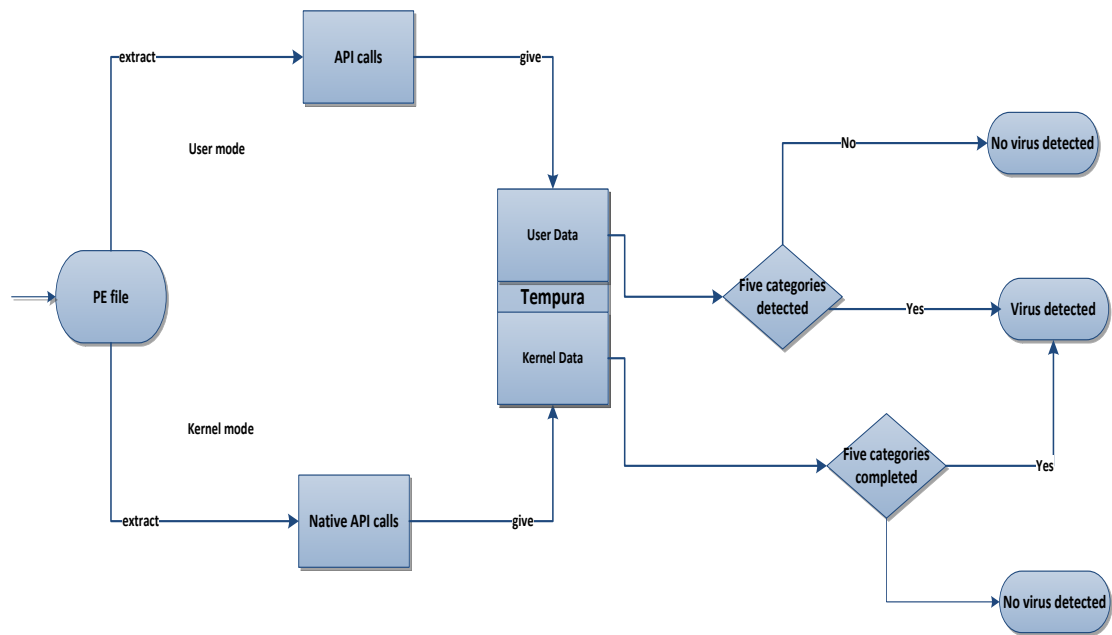 extract
API calls
give
User mode
No
No virus detected
User Data
PE file
Tempura
Five categories
detected
Yes
Virus detected
Kernel Data
Kernel mode
Five categories
completed
Yes
extract
Native API calls
give
No virus detected